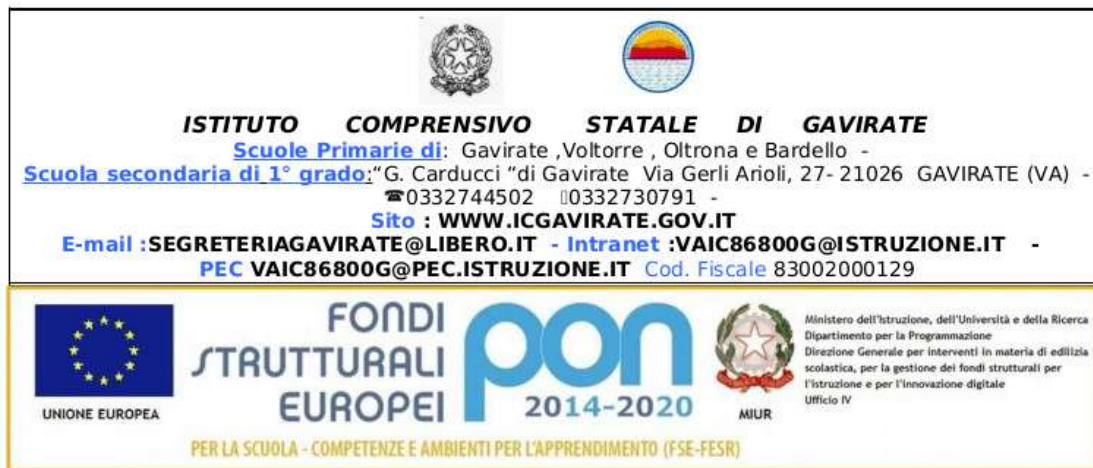 ISTITUTO COMPRENSIVO STATALE DI GAVIRATE
Scuole Primarie di: Gavirate ,Voltorre , Oltrona e Bardello -
Scuola secondaria di 1° grado:“G. Carducci “di Gavirate Via Gerli Arioli, 27- 21026 GAVIRATE (VA) -
☎0332744502 0332730791 -
Sito : WWW.ICGAVIRATE.GOV.IT
E-mail :SEGRETERIAGAVIRATE@LIBERO.IT - Intranet :VAIC86800G@ISTRUZIONE.IT -
PEC VAIC86800G@PEC.ISTRUZIONE.IT Cod. Fiscale 83002000129
UNIONE EUROPEA
FONDI
STRUTTURALI
EUROPEI
pon
2014-2020
MIUR
Ministero dell'Istruzione, dell'Università e della Ricerca
Dipartimento per la Programmazione
Direzione Generale per interventi in materia di edilizia
scolastica, per la gestione dei fondi strutturali per
l'istruzione e per l'innovazione digitale
Ufficio IV
PER LA SCUOLA - COMPETENZE E AMBIENTI PER L'APPRENDIMENTO (FSE-FESR)